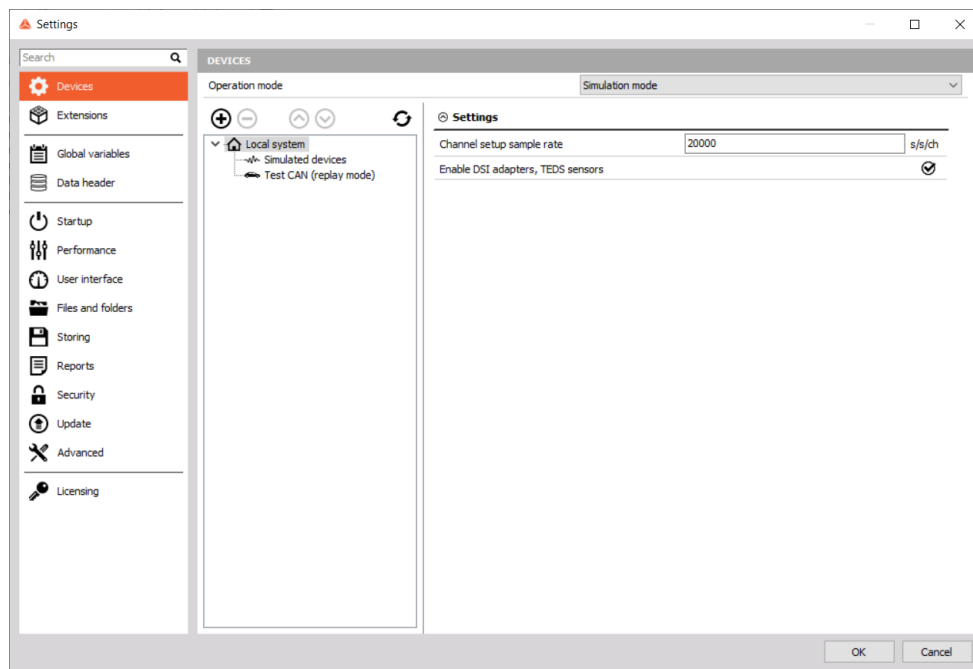 Settings
Search
DEVICES
Devices
Operation mode
Simulation mode
Extensions
Global variables
Data header
Startup
Performance
User interface
Files and folders
Storing
Reports
Security
Update
Advanced
Licensing
Local system
Simulated devices
Test CAN (replay mode)
Settings
Channel setup sample rate
20000
s/s/ch
Enable DSI adapters, TEDS sensors
OK
Cancel